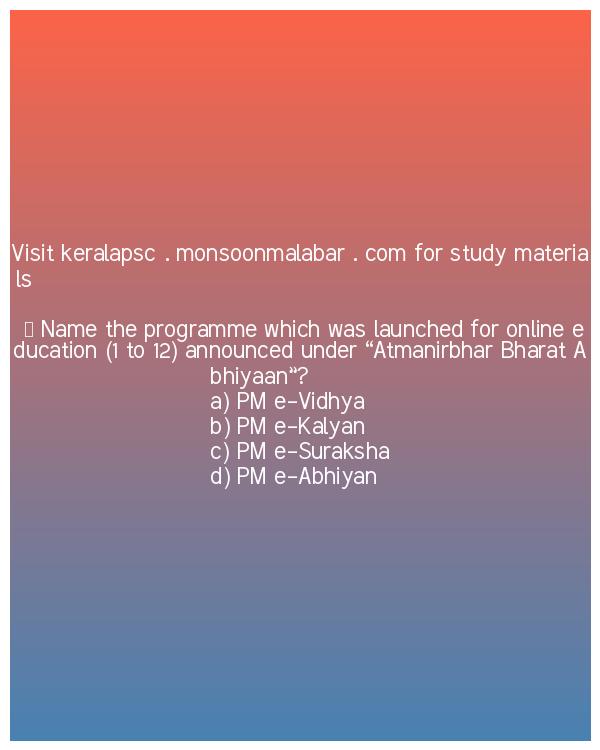 Visit keralapsc . monsoonmalabar . com for study materia
ls
▯ Name the programme which was launched for online e
ducation (1 to 12) announced under “Atmanirbhar Bharat A
bhiyaan”?
a) PM e-Vidhya
b) PM e-Kalyan
c) PM e-Suraksha
d) PM e-Abhiyan